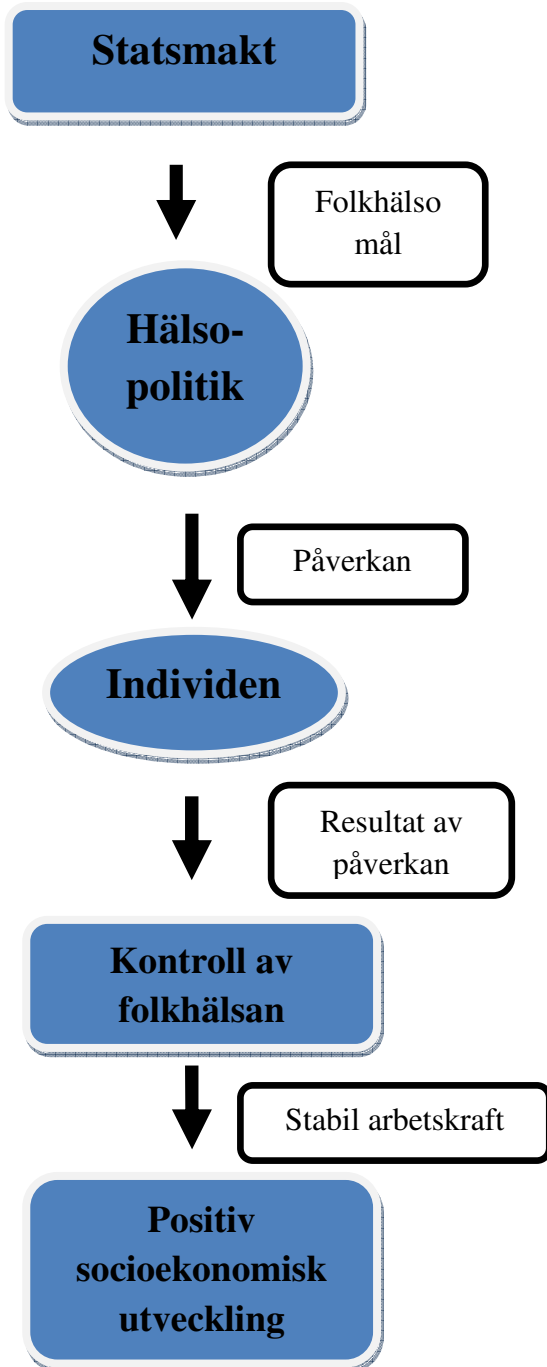 Statsmakt
Folkhälso
mål
Hälso-
politik
Påverkan
Individen
Resultat av
påverkan
Kontroll av
folkhälsan
Stabil arbetskraft
Positiv
socioekonomisk
utveckling